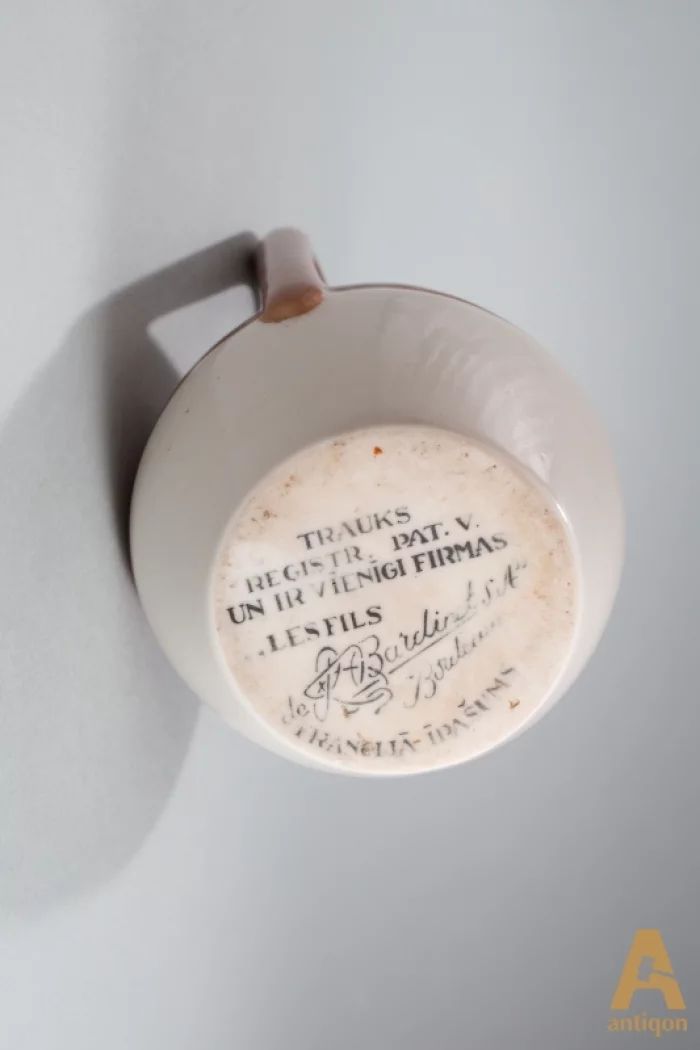 TRAUKS
REGISTR. PAT. V.
UN IR VIENĪGI FIRMAS
„LES FILS
de P. Bardinet S.A"
Bordeaux
FRANCIJĀ-ĪPAŠUMS
A
antiqon